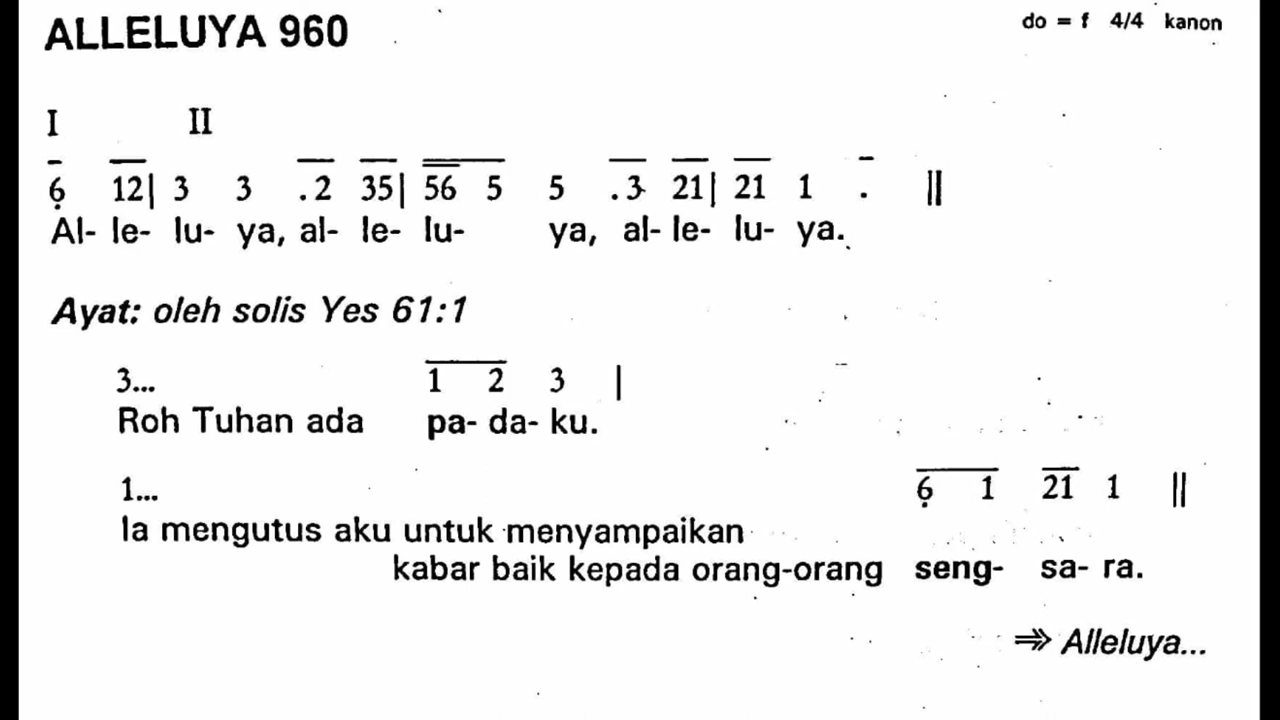 ALLELUYA 960
do = f 4/4 kanon
I II
6̣ 12| 3 3 .2 35| 56 5 5 .3 21| 21 1 . ||
Al- le- lu- ya, al- le- lu- ya, al- le- lu- ya.
Ayat: oleh solis Yes 61:1
3... 1 2 3 |
Roh Tuhan ada pa- da- ku.
1... 6̣ 1 21 1 ||
Ia mengutus aku untuk menyampaikan
kabar baik kepada orang-orang seng- sa- ra.
⇒ Alleluya...